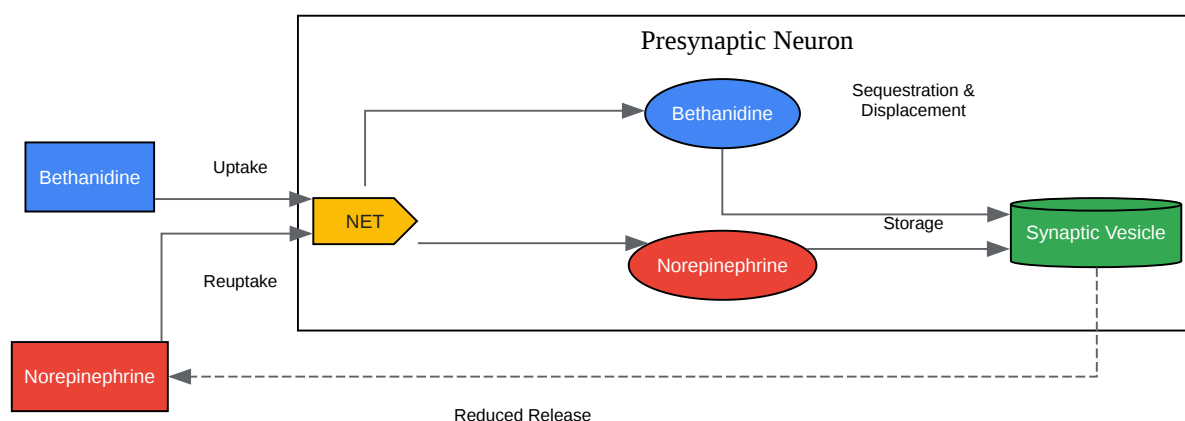 Presynaptic Neuron
Bethanidine
Sequestration &
Displacement
Bethanidine
Uptake
NET
Norepinephrine
Storage
Synaptic Vesicle
Reuptake
Norepinephrine
Reduced Release